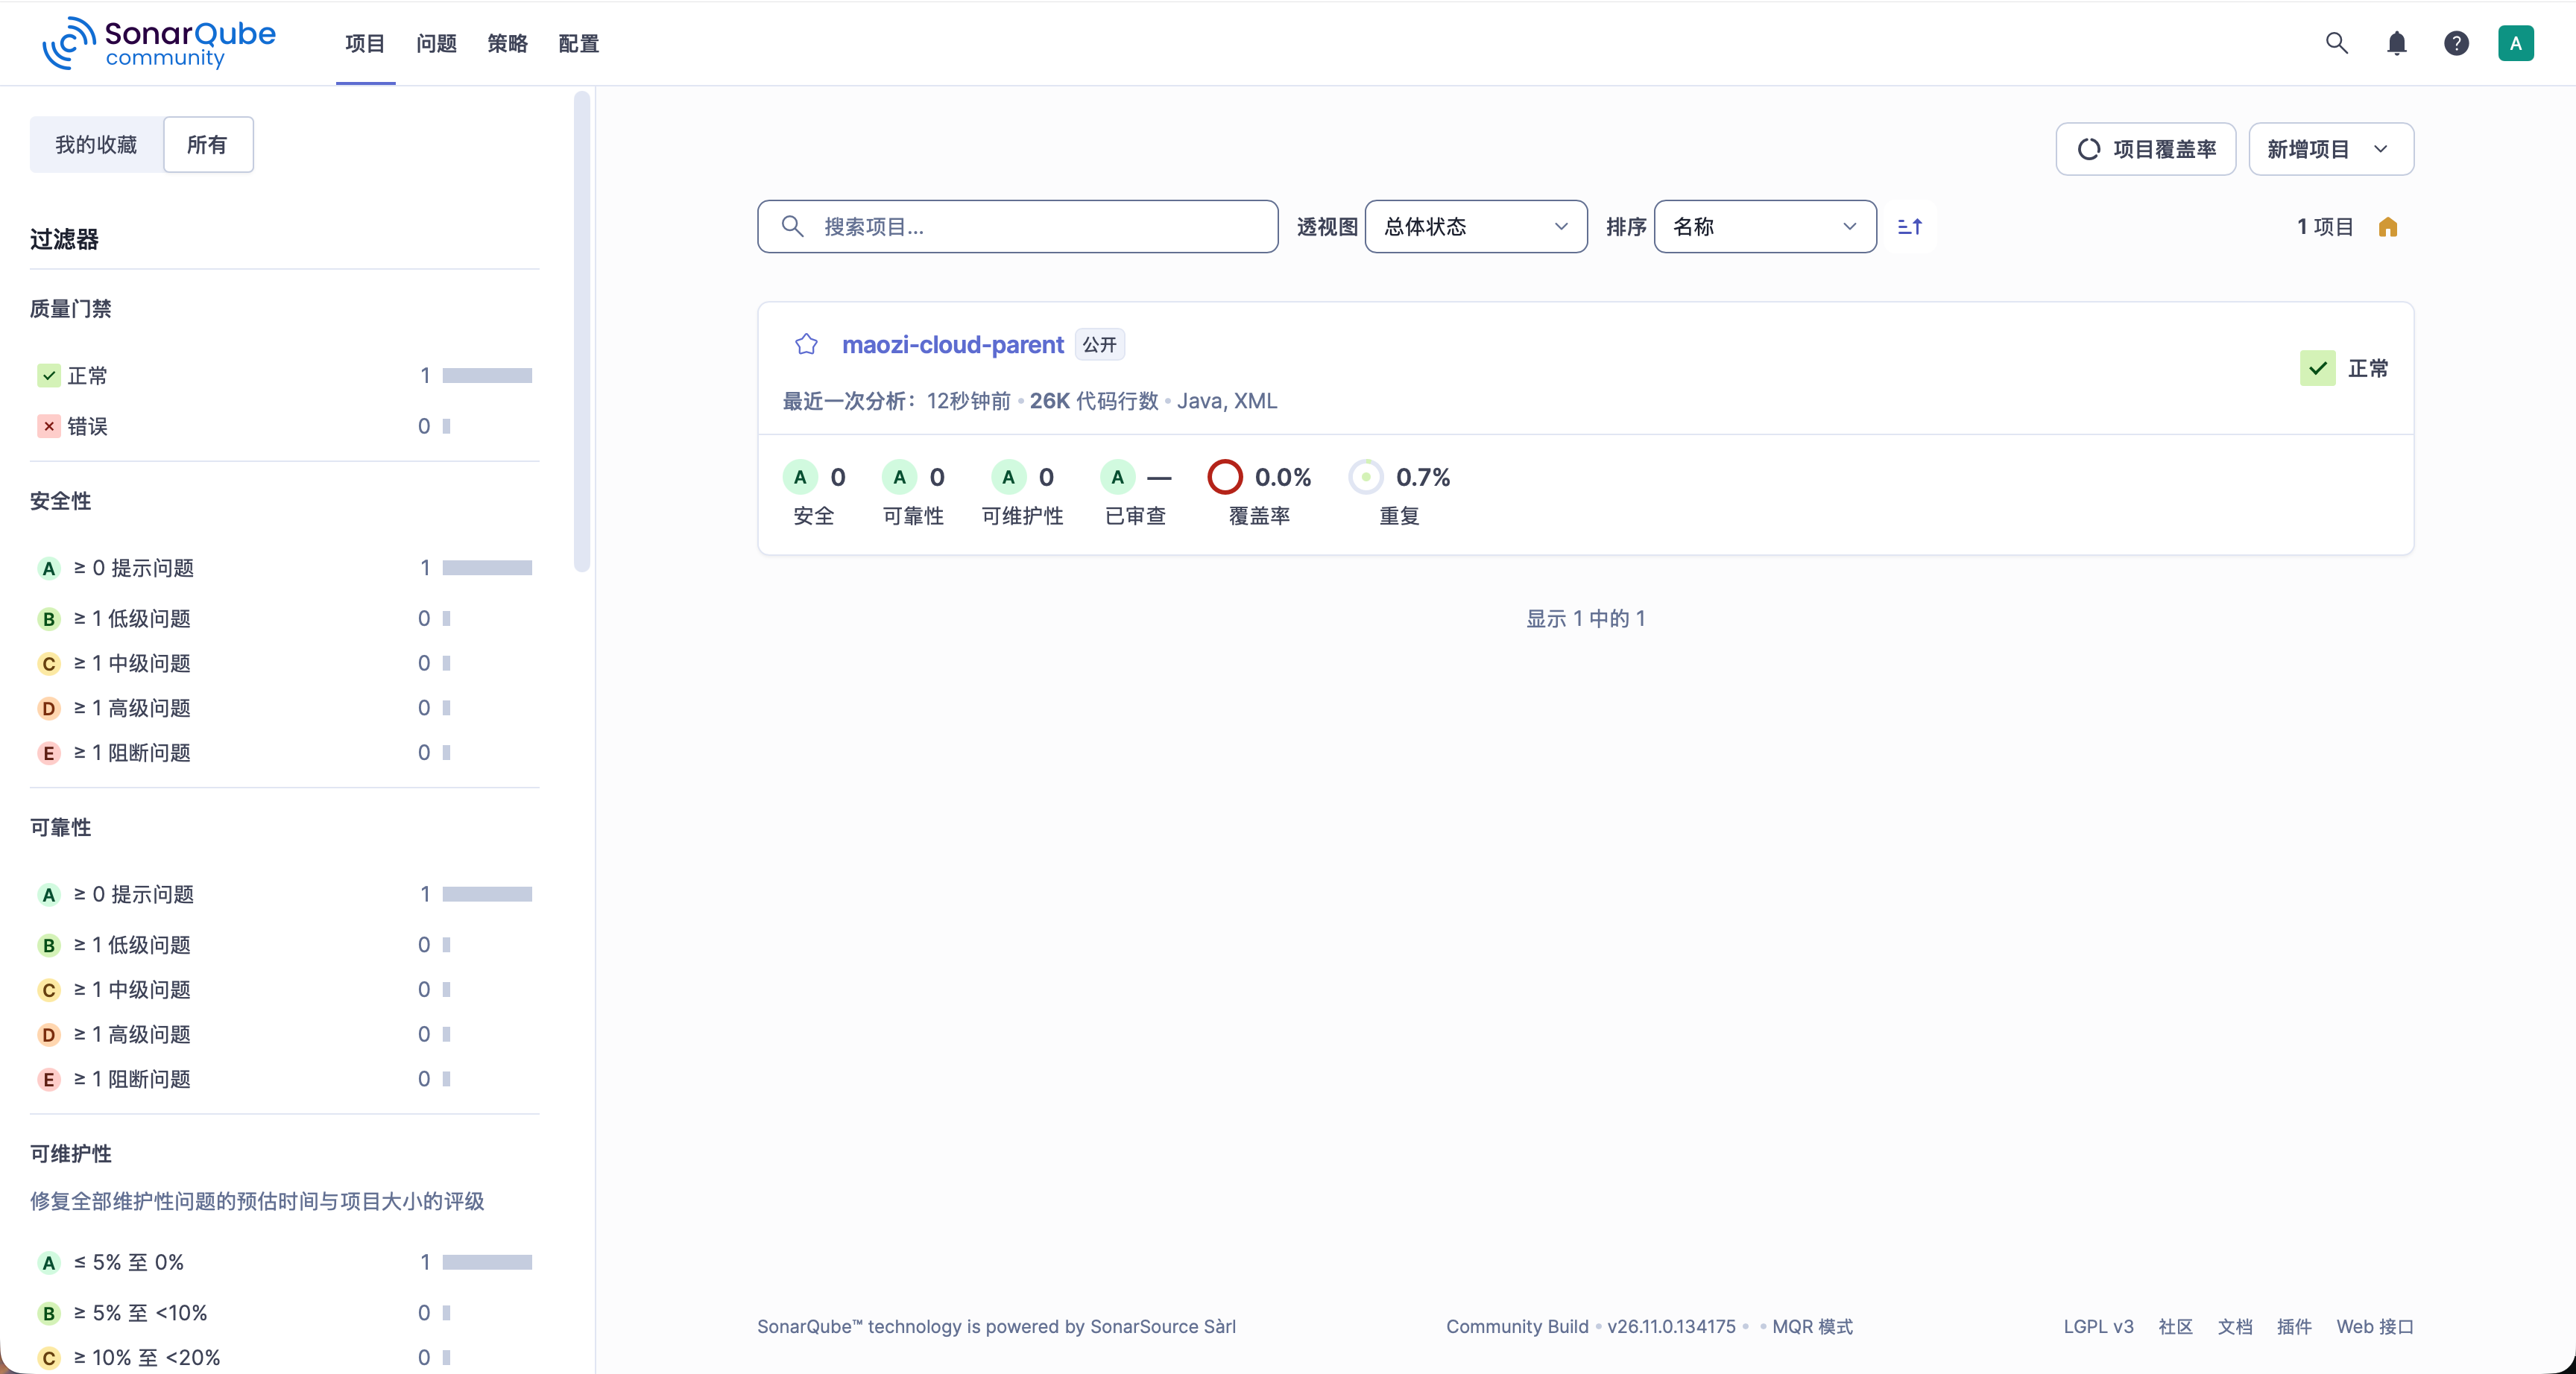 SonarQube community
项目 问题 策略 配置
A
我的收藏 所有
过滤器
质量门禁
正常 1
错误 0
安全性
A ≥ 0 提示问题 1
B ≥ 1 低级问题 0
C ≥ 1 中级问题 0
D ≥ 1 高级问题 0
E ≥ 1 阻断问题 0
可靠性
A ≥ 0 提示问题 1
B ≥ 1 低级问题 0
C ≥ 1 中级问题 0
D ≥ 1 高级问题 0
E ≥ 1 阻断问题 0
可维护性
修复全部维护性问题的预估时间与项目大小的评级
A ≤ 5% 至 0% 1
B ≥ 5% 至 <10% 0
C ≥ 10% 至 <20% 0
项目覆盖率 新增项目
搜索项目... 透视图 总体状态 排序 名称 1 项目
maozi-cloud-parent 公开
正常
最近一次分析：12秒钟前 • 26K 代码行数 • Java, XML
A 0 A 0 A 0 A — 0.0% 0.7%
安全 可靠性 可维护性 已审查 覆盖率 重复
显示 1 中的 1
SonarQube™ technology is powered by SonarSource Sàrl
Community Build • v26.11.0.134175 • • MQR 模式
LGPL v3 社区 文档 插件 Web 接口